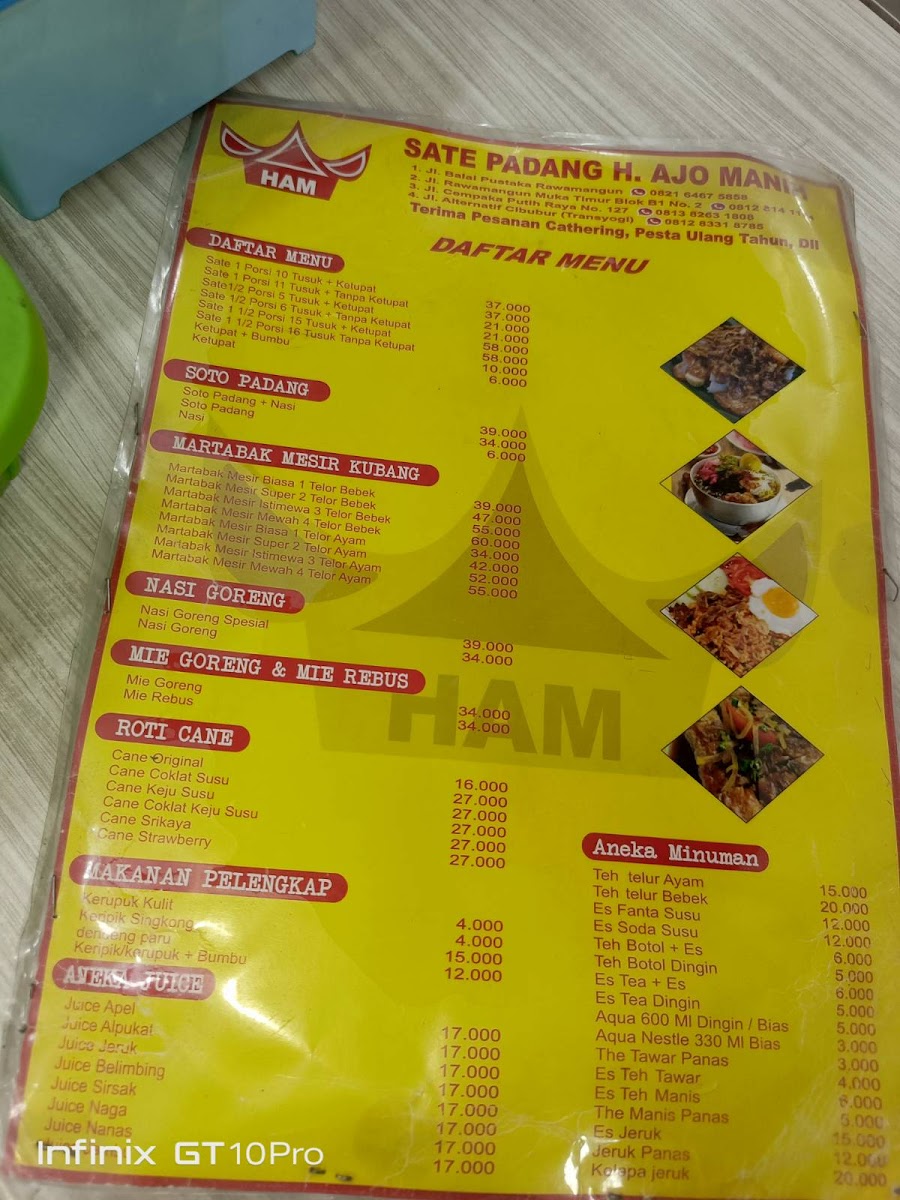 HAM
SATE PADANG H. AJO MANIH
1. Jl. Balai Pustaka Rawamangun 0821 6467 5858
2. Jl. Rawamangun Muka Timur Blok B1 No. 2 0812 814 11
3. Jl. Cempaka Putih Raya No. 127 0813 8263 1808
4. Jl. Alternatif Cibubur (Transyogi) 0812 8331 8785
Terima Pesanan Cathering, Pesta Ulang Tahun, Dll
DAFTAR MENU
DAFTAR MENU
Sate 1 Porsi 10 Tusuk + Ketupat 37.000
Sate 1 Porsi 11 Tusuk + Tanpa Ketupat 37.000
Sate1/2 Porsi 5 Tusuk + Ketupat 21.000
Sate 1/2 Porsi 6 Tusuk + Tanpa Ketupat 21.000
Sate 1 1/2 Porsi 15 Tusuk + Ketupat 58.000
Sate 1 1/2 Porsi 16 Tusuk Tanpa Ketupat 58.000
Ketupat + Bumbu 10.000
Ketupat 6.000
SOTO PADANG
Soto Padang + Nasi 39.000
Soto Padang 34.000
Nasi 6.000
MARTABAK MESIR KUBANG
Martabak Mesir Biasa 1 Telor Bebek 39.000
Martabak Mesir Super 2 Telor Bebek 47.000
Martabak Mesir Istimewa 3 Telor Bebek 55.000
Martabak Mesir Mewah 4 Telor Bebek 60.000
Martabak Mesir Biasa 1 Telor Ayam 34.000
Martabak Mesir Super 2 Telor Ayam 42.000
Martabak Mesir Istimewa 3 Telor Ayam 52.000
Martabak Mesir Mewah 4 Telor Ayam 55.000
NASI GORENG
Nasi Goreng Spesial 39.000
Nasi Goreng 34.000
MIE GORENG & MIE REBUS
Mie Goreng 34.000
Mie Rebus 34.000
HAM
ROTI CANE
Cane Original 16.000
Cane Coklat Susu 27.000
Cane Keju Susu 27.000
Cane Coklat Keju Susu 27.000
Cane Srikaya 27.000
Cane Strawberry 27.000
MAKANAN PELENGKAP
Kerupuk Kulit 4.000
Keripik Singkong 4.000
dendeng paru 15.000
Keripik/kerupuk + Bumbu 12.000
ANEKA JUICE
Juice Apel 17.000
Juice Alpukat 17.000
Juice Jeruk 17.000
Juice Belimbing 17.000
Juice Sirsak 17.000
Juice Naga 17.000
Juice Nanas 17.000
17.000
Aneka Minuman
Teh telur Ayam 15.000
Teh telur Bebek 20.000
Es Fanta Susu 12.000
Es Soda Susu 12.000
Teh Botol + Es 6.000
Teh Botol Dingin 5.000
Es Tea + Es 6.000
Es Tea Dingin 5.000
Aqua 600 Ml Dingin / Bias 5.000
Aqua Nestle 330 Ml Bias 3.000
The Tawar Panas 3.000
Es Teh Tawar 4.000
Es Teh Manis 6.000
The Manis Panas 5.000
Es Jeruk 15.000
Jeruk Panas 12.000
Kelapa jeruk 20.000
Infinix GT10Pro